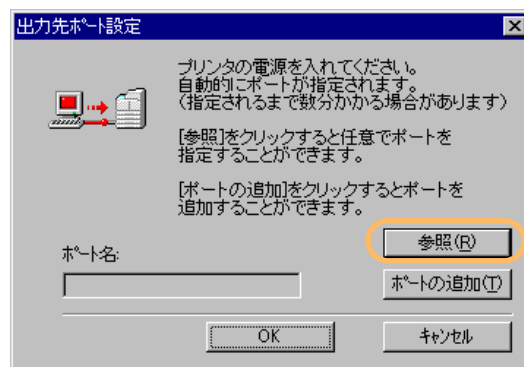 出力先ﾎﾟｰﾄ設定
プリンタの電源を入れてください。
自動的にポートが指定されます。
（指定されるまで数分かかる場合があります）
[参照]をクリックすると任意でポートを
指定することができます。
[ポートの追加]をクリックするとポートを
追加することができます。
参照(R)
ﾎﾟｰﾄ名:
ﾎﾟｰﾄの追加(T)
OK
ｷｬﾝｾﾙ